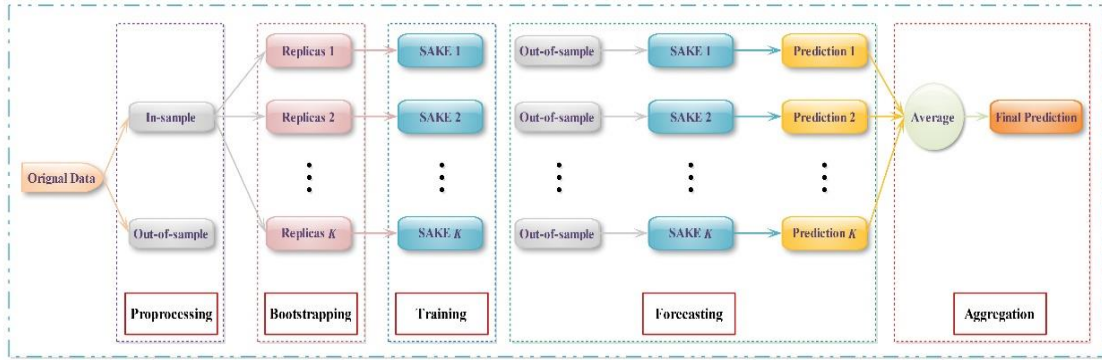 Replicas 1 SAKE 1 Out-of-sample SAKE 1 Prediction 1
In-sample Replicas 2 SAKE 2 Out-of-sample SAKE 2 Prediction 2 Average Final Prediction
Orignal Data
Out-of-sample Replicas K SAKE K Out-of-sample SAKE K Prediction K
Proprocessing Bootstrapping Training Forecasting Aggregation